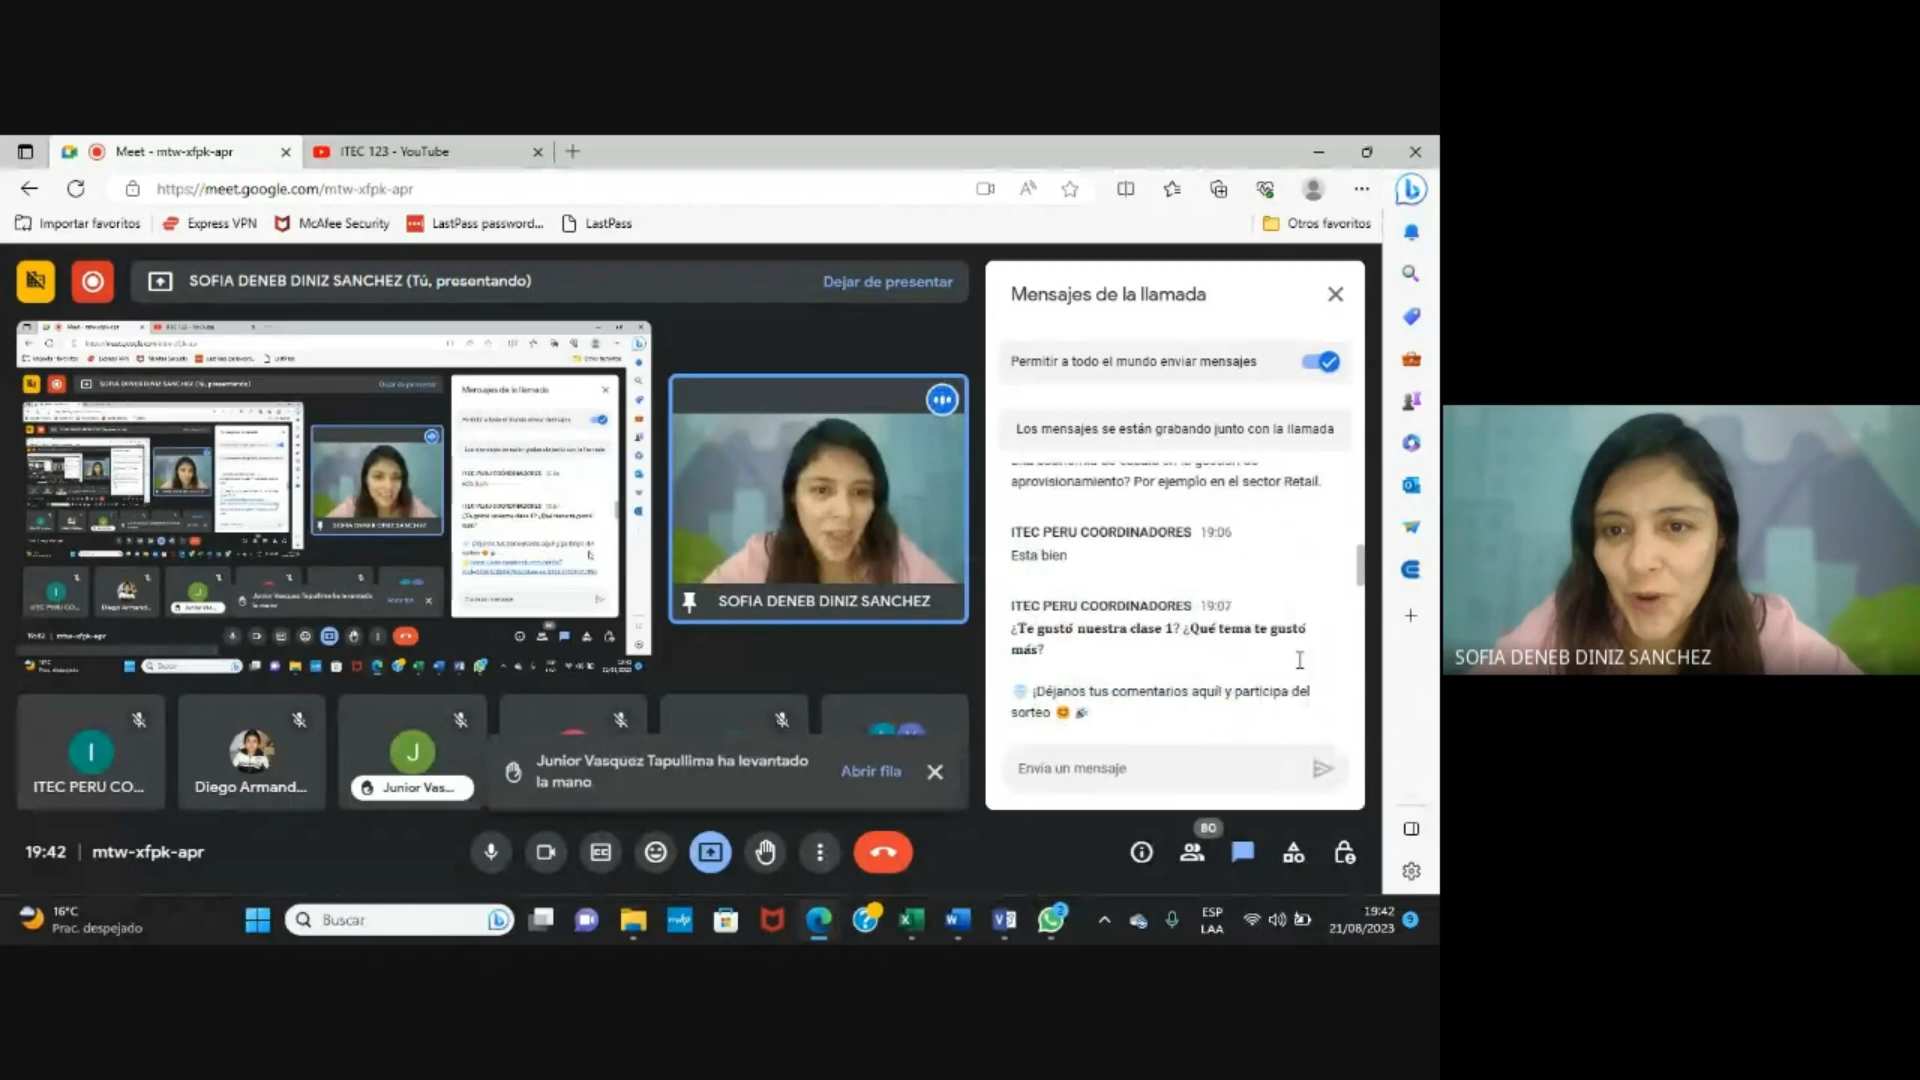 Meet - mtw-xfpk-apr
ITEC 123 - YouTube
https://meet.google.com/mtw-xfpk-apr
Importar favoritos
Express VPN
McAfee Security
LastPass password...
LastPass
Otros favoritos
SOFIA DENEB DINIZ SANCHEZ (Tú, presentando)
Dejar de presentar
Mensajes de la llamada
Permitir a todo el mundo enviar mensajes
Los mensajes se están grabando junto con la llamada
aprovisionamiento? Por ejemplo en el sector Retail.
ITEC PERU COORDINADORES 19:06
Esta bien
ITEC PERU COORDINADORES 19:07
¿Te gustó nuestra clase 1? ¿Qué tema te gustó
más?
¡Déjanos tus comentarios aquí! y participa del
sorteo
Envía un mensaje
SOFIA DENEB DINIZ SANCHEZ
SOFIA DENEB DINIZ SANCHEZ
I
ITEC PERU CO...
Diego Armand...
J
Junior Vas...
Junior Vasquez Tapullima ha levantado
la mano
Abrir fila
19:42 | mtw-xfpk-apr
80
16°C
Prac. despejado
Buscar
ESP
LAA
19:42
21/08/2023